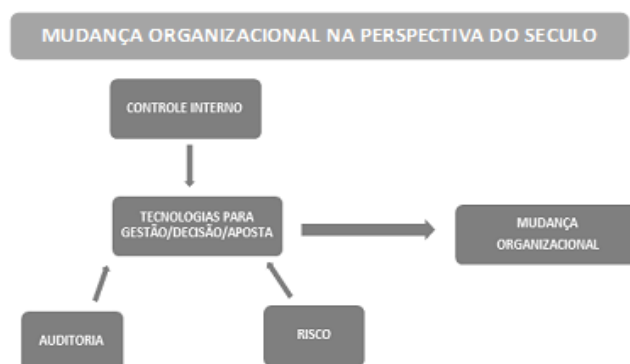 MUDANÇA ORGANIZACIONAL NA PERSPECTIVA DO SECULO
CONTROLE INTERNO
TECNOLOGIAS PARA
GESTÃO/DECISÃO/APOSTA
MUDANÇA
ORGANIZACIONAL
AUDITORIA
RISCO